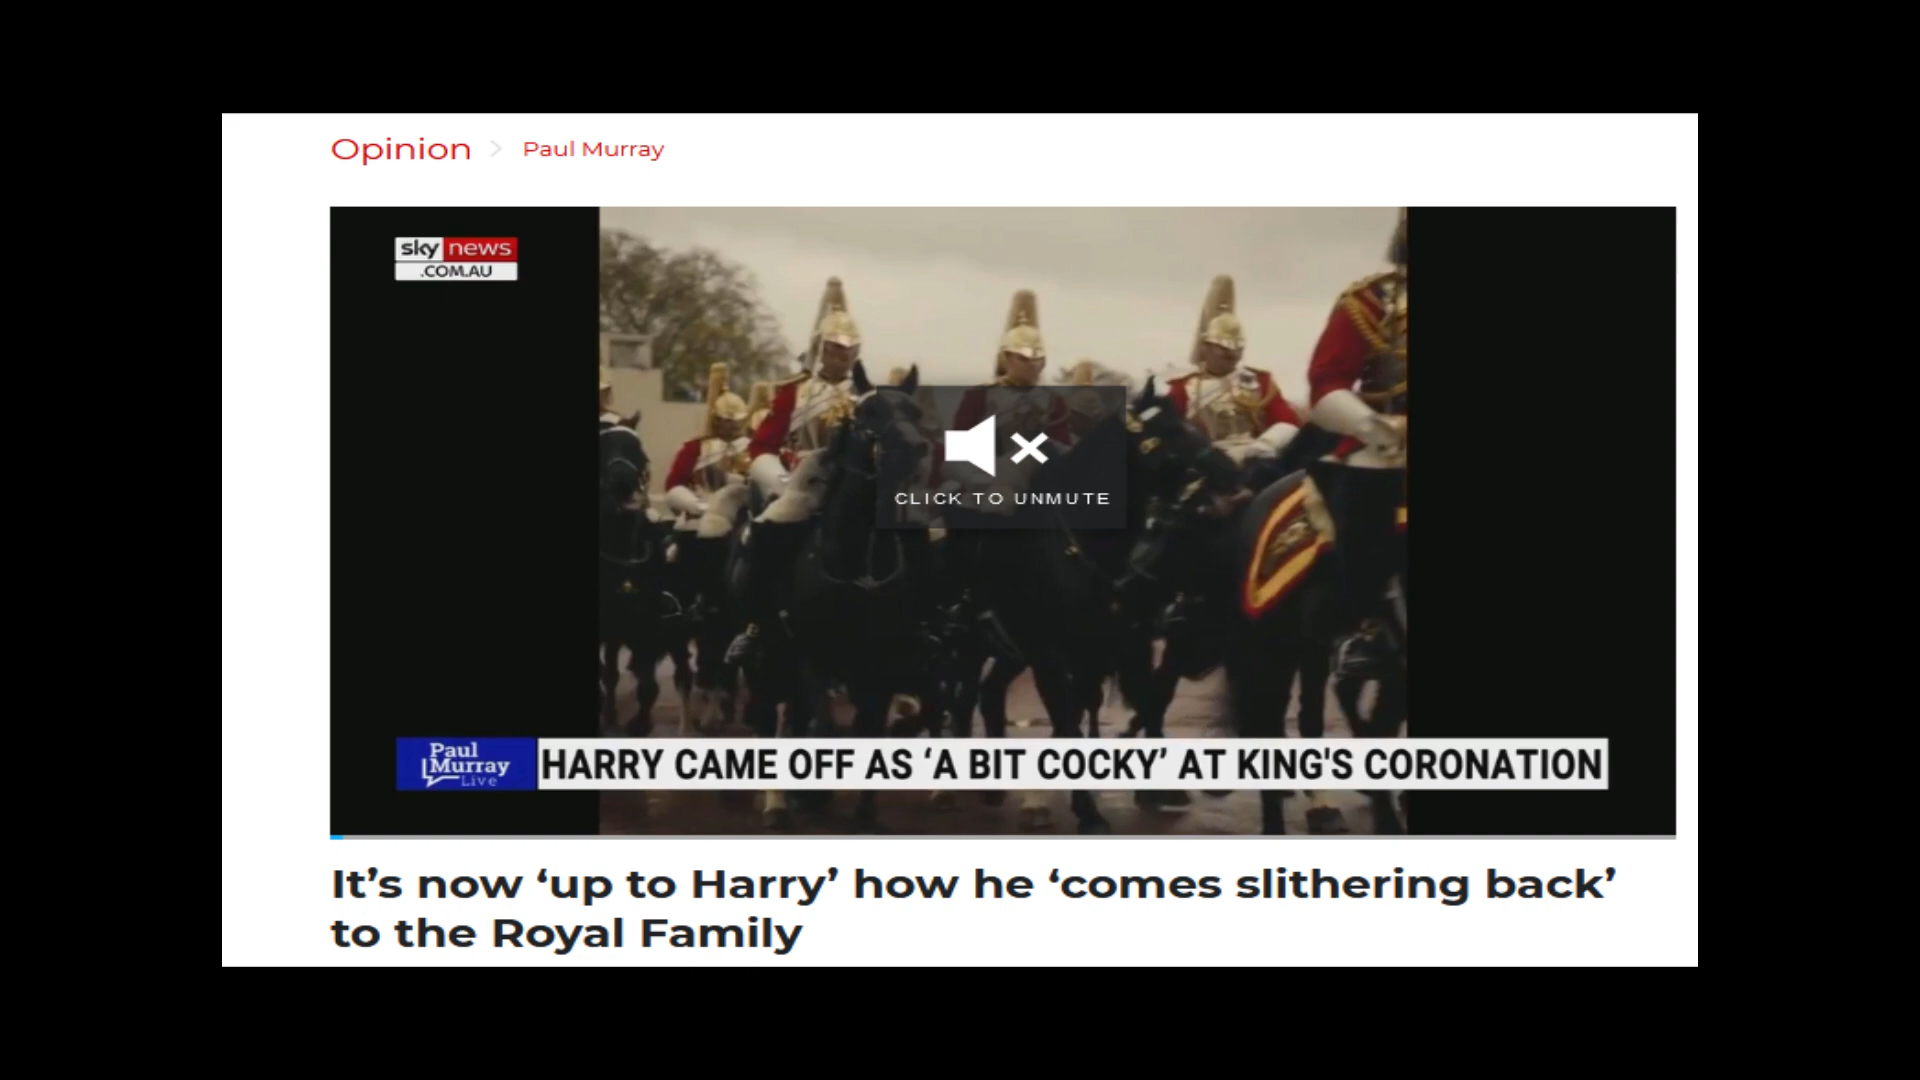 Opinion > Paul Murray
sky news
.COM.AU
CLICK TO UNMUTE
Paul
Murray
Live
HARRY CAME OFF AS ‘A BIT COCKY’ AT KING'S CORONATION
It’s now ‘up to Harry’ how he ‘comes slithering back’
to the Royal Family